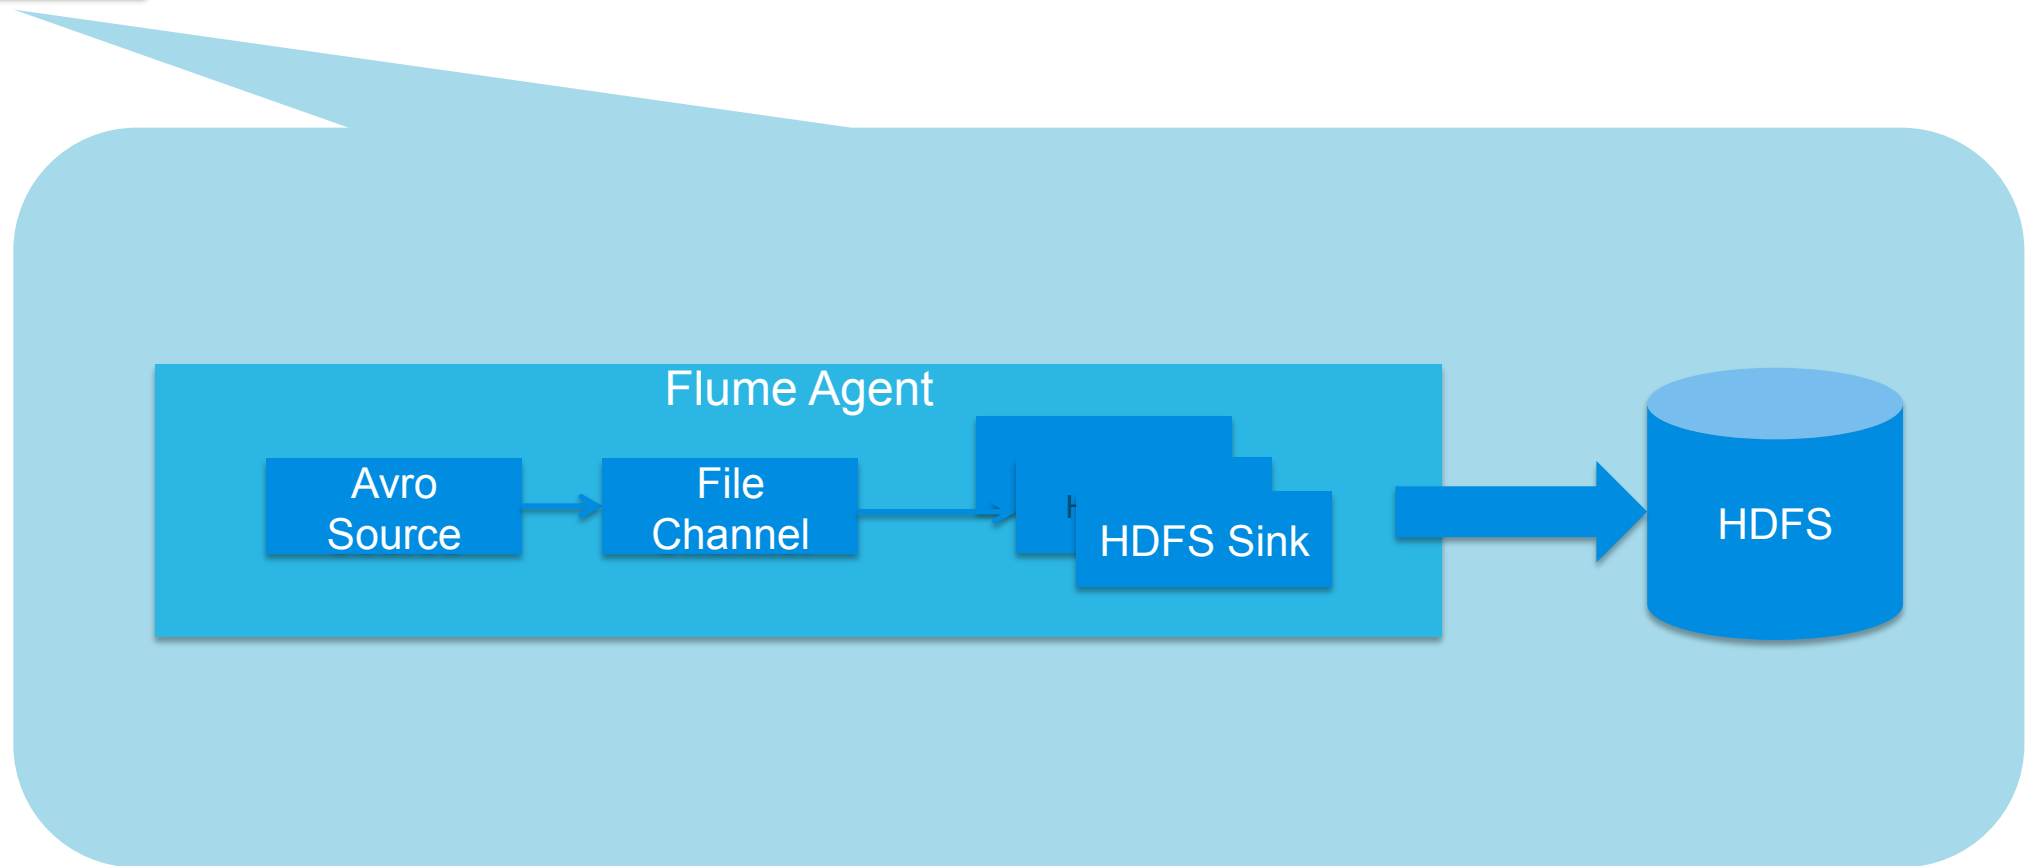 Flume Agent
Avro
Source
File
Channel
HDFS Sink
HDFS